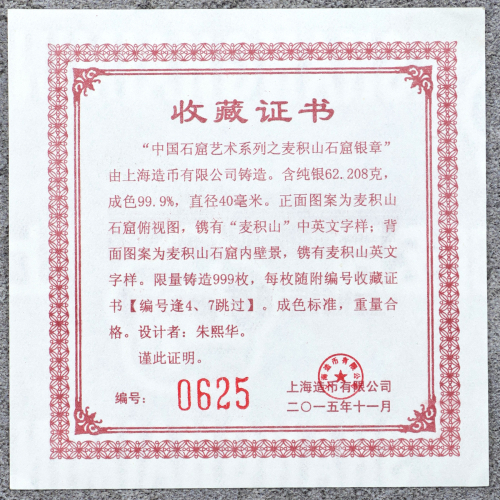 收藏证书
“中国石窟艺术系列之麦积山石窟银章”
由上海造币有限公司铸造。含纯银62.208克，
成色99.9%，直径40毫米。正面图案为麦积山
石窟俯视图，镌有“麦积山”中英文字样；背
面图案为麦积山石窟内壁景，镌有麦积山英文
字样。限量铸造999枚，每枚随附编号收藏证
书【编号逢4、7跳过】。成色标准，重量合
格。设计者：朱熙华。
谨此证明。
编号： 0625
上海造币有限公司
二〇一五年十一月